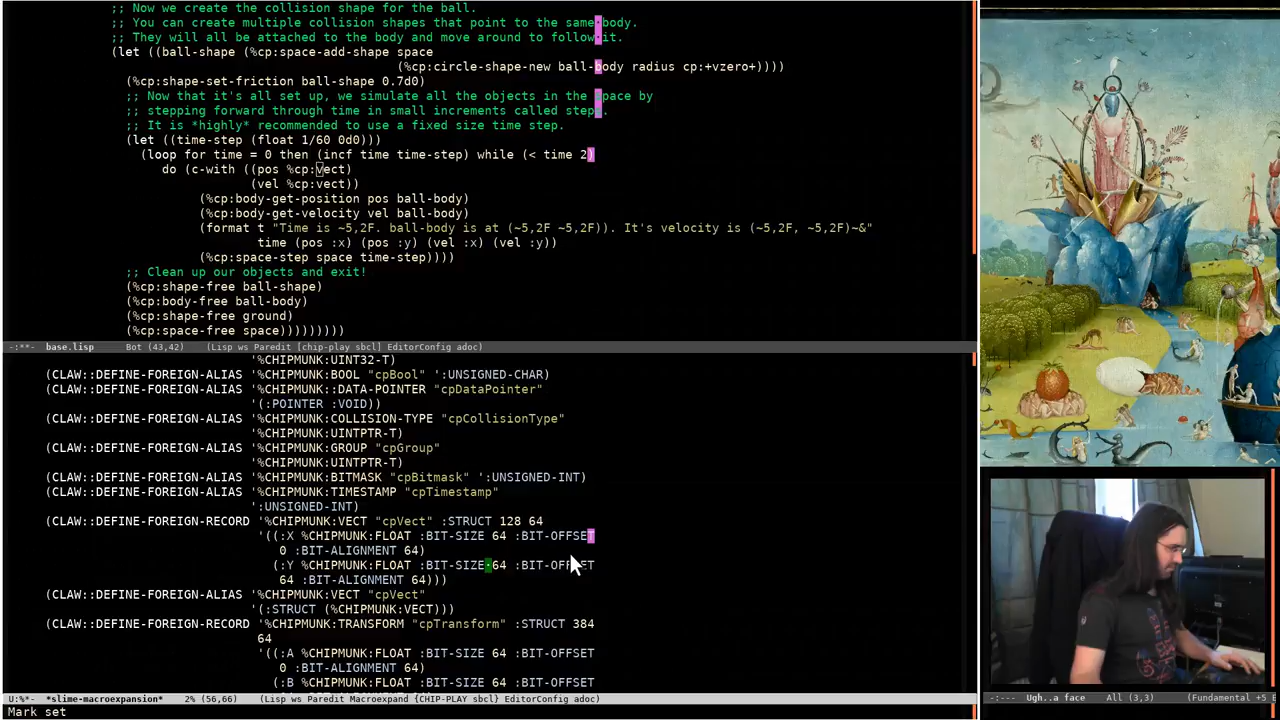 ;; Now we create the collision shape for the ball.
;; You can create multiple collision shapes that point to the same body.
;; They will all be attached to the body and move around to follow it.
(let ((ball-shape (%cp:space-add-shape space
(%cp:circle-shape-new ball-body radius cp:+vzero+))))
(%cp:shape-set-friction ball-shape 0.7d0)
;; Now that it's all set up, we simulate all the objects in the space by
;; stepping forward through time in small increments called steps.
;; It is *highly* recommended to use a fixed size time step.
(let ((time-step (float 1/60 0d0)))
(loop for time = 0 then (incf time time-step) while (< time 2)
do (c-with ((pos %cp:vect)
(vel %cp:vect))
(%cp:body-get-position pos ball-body)
(%cp:body-get-velocity vel ball-body)
(format t "Time is ~5,2F. ball-body is at (~5,2F ~5,2F)). It's velocity is (~5,2F, ~5,2F)~&"
time (pos :x) (pos :y) (vel :x) (vel :y))
(%cp:space-step space time-step))))
;; Clean up our objects and exit!
(%cp:shape-free ball-shape)
(%cp:body-free ball-body)
(%cp:shape-free ground)
(%cp:space-free space)))))))))
-:**- base.lisp Bot (43,42) (Lisp ws Paredit [chip-play sbcl] EditorConfig adoc)
'%CHIPMUNK:UINT32-T)
(CLAW::DEFINE-FOREIGN-ALIAS '%CHIPMUNK:BOOL "cpBool" ':UNSIGNED-CHAR)
(CLAW::DEFINE-FOREIGN-ALIAS '%CHIPMUNK::DATA-POINTER "cpDataPointer"
'(:POINTER :VOID))
(CLAW::DEFINE-FOREIGN-ALIAS '%CHIPMUNK:COLLISION-TYPE "cpCollisionType"
'%CHIPMUNK:UINTPTR-T)
(CLAW::DEFINE-FOREIGN-ALIAS '%CHIPMUNK:GROUP "cpGroup"
'%CHIPMUNK:UINTPTR-T)
(CLAW::DEFINE-FOREIGN-ALIAS '%CHIPMUNK:BITMASK "cpBitmask" ':UNSIGNED-INT)
(CLAW::DEFINE-FOREIGN-ALIAS '%CHIPMUNK:TIMESTAMP "cpTimestamp"
':UNSIGNED-INT)
(CLAW::DEFINE-FOREIGN-RECORD '%CHIPMUNK:VECT "cpVect" :STRUCT 128 64
'((:X %CHIPMUNK:FLOAT :BIT-SIZE 64 :BIT-OFFSET
0 :BIT-ALIGNMENT 64)
(:Y %CHIPMUNK:FLOAT :BIT-SIZE 64 :BIT-OFFSET
64 :BIT-ALIGNMENT 64)))
(CLAW::DEFINE-FOREIGN-ALIAS '%CHIPMUNK:VECT "cpVect"
'(:STRUCT (%CHIPMUNK:VECT)))
(CLAW::DEFINE-FOREIGN-RECORD '%CHIPMUNK:TRANSFORM "cpTransform" :STRUCT 384
64
'((:A %CHIPMUNK:FLOAT :BIT-SIZE 64 :BIT-OFFSET
0 :BIT-ALIGNMENT 64)
(:B %CHIPMUNK:FLOAT :BIT-SIZE 64 :BIT-OFFSET
U:%*- *slime-macroexpansion* 2% (56,66) (Lisp ws Paredit Macroexpand {CHIP-PLAY sbcl} EditorConfig adoc)
Mark set
-:--- Ugh..a face All (3,3) (Fundamental +5 E